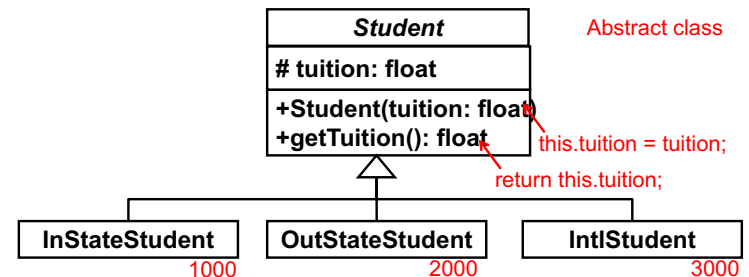 Student
Abstract class
# tuition: float
+Student(tuition: float)
+getTuition(): float
this.tuition = tuition;
return this.tuition;
InStateStudent
OutStateStudent
IntlStudent
1000
2000
3000